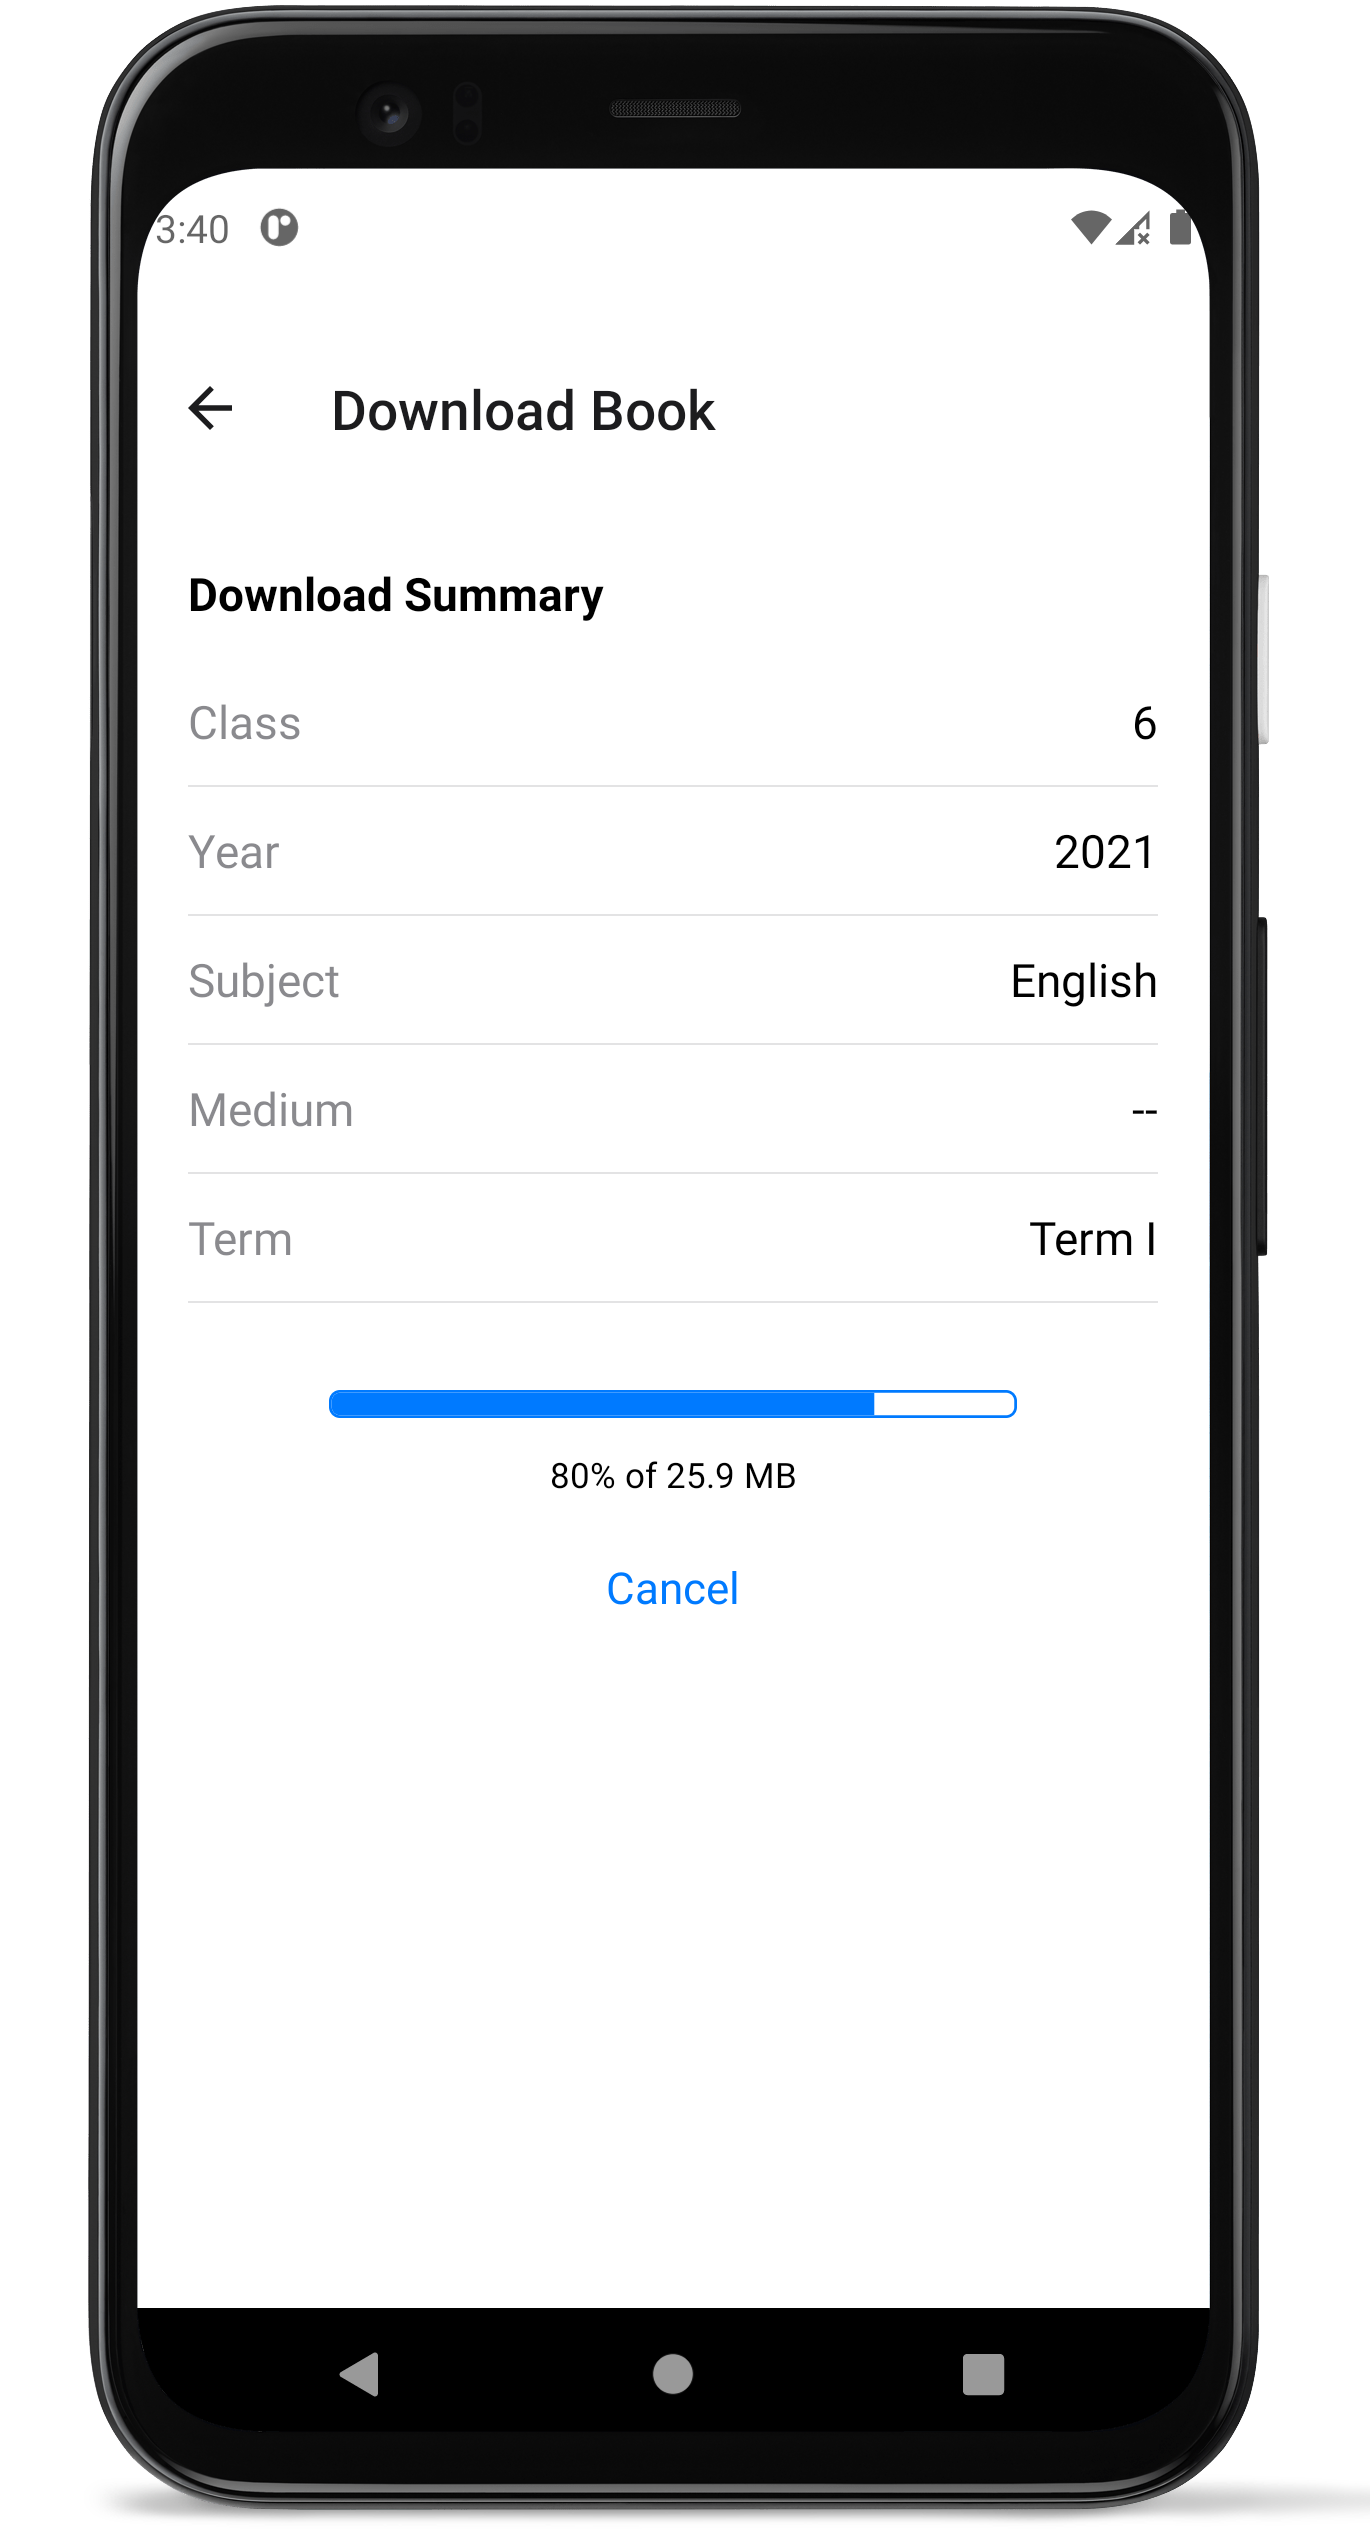 3:40
Download Book
Download Summary
Class 6
Year 2021
Subject English
Medium --
Term Term I
80% of 25.9 MB
Cancel